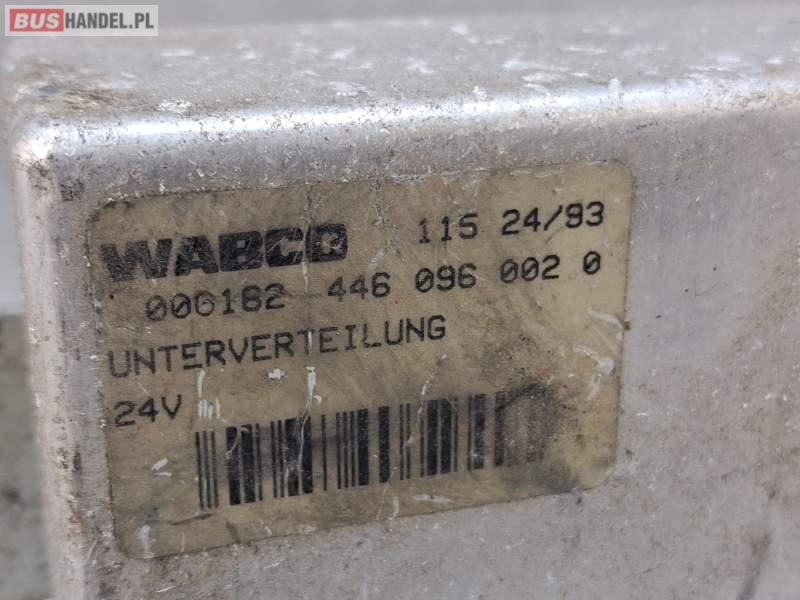 BUSHANDEL.PL
WABCO 115 24/93
006182 446 096 002 0
UNTERVERTEILUNG
24V